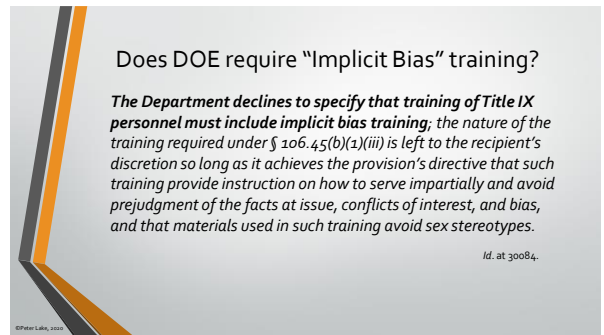 Does DOE require “Implicit Bias” training?
The Department declines to specify that training of Title IX
personnel must include implicit bias training; the nature of the
training required under § 106.45(b)(1)(iii) is left to the recipient’s
discretion so long as it achieves the provision’s directive that such
training provide instruction on how to serve impartially and avoid
prejudgment of the facts at issue, conflicts of interest, and bias,
and that materials used in such training avoid sex stereotypes.
Id. at 30084.
©Peter Lake, 2020